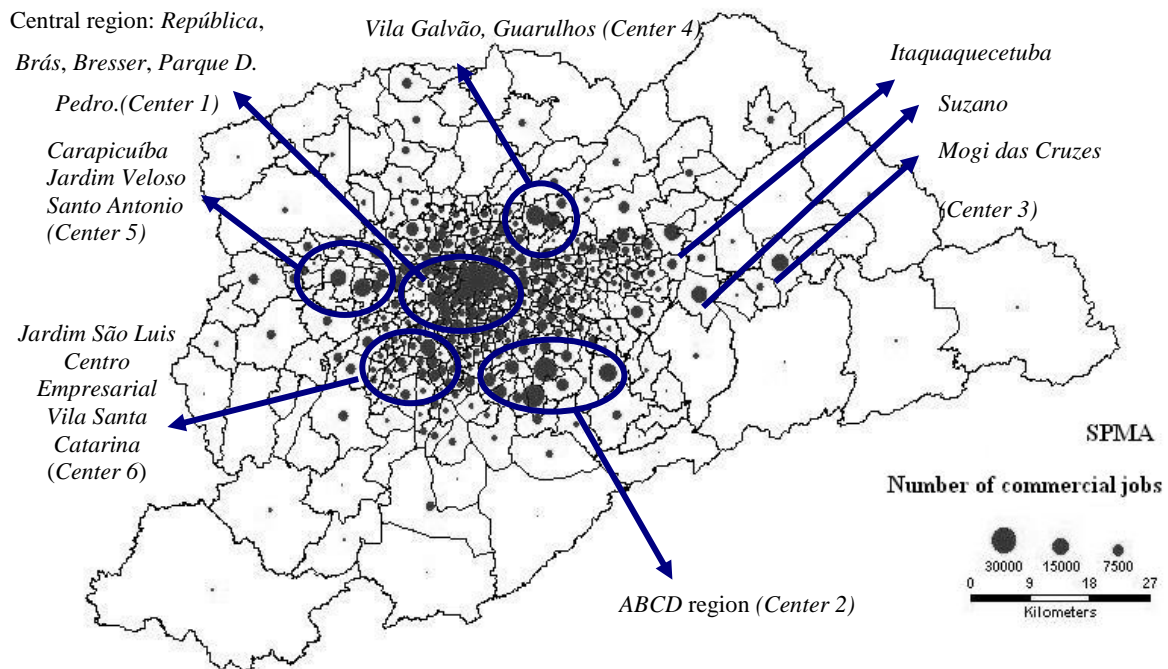 Central region: República,
Brás, Bresser, Parque D.
Pedro.(Center 1)
Vila Galvão, Guarulhos (Center 4)
Itaquaquecetuba
Suzano
Mogi das Cruzes
(Center 3)
Carapicuíba
Jardim Veloso
Santo Antonio
(Center 5)
Jardim São Luis
Centro
Empresarial
Vila Santa
Catarina
(Center 6)
ABCD region (Center 2)
SPMA
Number of commercial jobs
30000 15000 7500
0 9 18 27
Kilometers